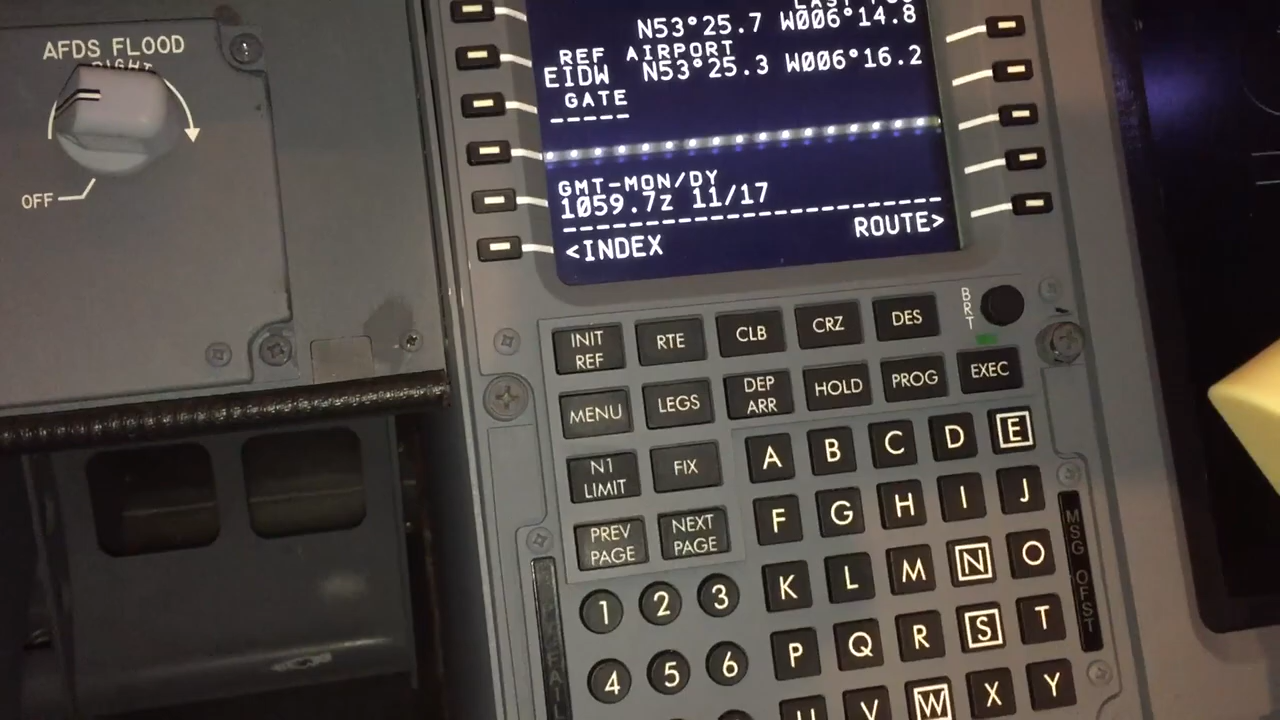 AFDS FLOOD
RIGHT
OFF
N53°25.7 W006°14.8
REF AIRPORT
EIDW N53°25.3 W006°16.2
GATE
-----
GMT-MON/DY
1059.7z 11/17
<INDEX
ROUTE>
INIT REF
RTE
CLB
CRZ
DES
BRT
MENU
LEGS
DEP ARR
HOLD
PROG
EXEC
N1 LIMIT
FIX
PREV PAGE
NEXT PAGE
A B C D E
F G H I J
K L M N O
P Q R S T
U V W X Y
1 2 3
4 5 6
MSG
OFST